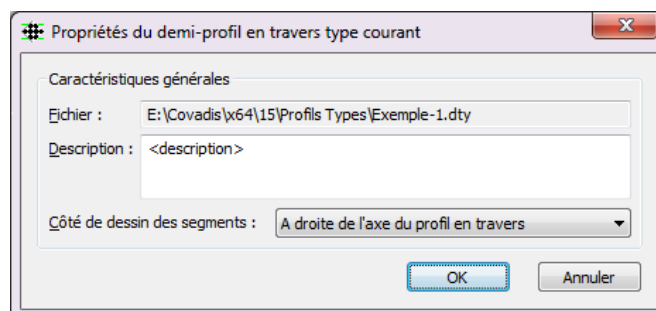 Propriétés du demi-profil en travers type courant
Caractéristiques générales
Fichier : E:\Covadis\x64\15\Profils Types\Exemple-1.dty
Description : <description>
Côté de dessin des segments : A droite de l'axe du profil en travers
OK Annuler